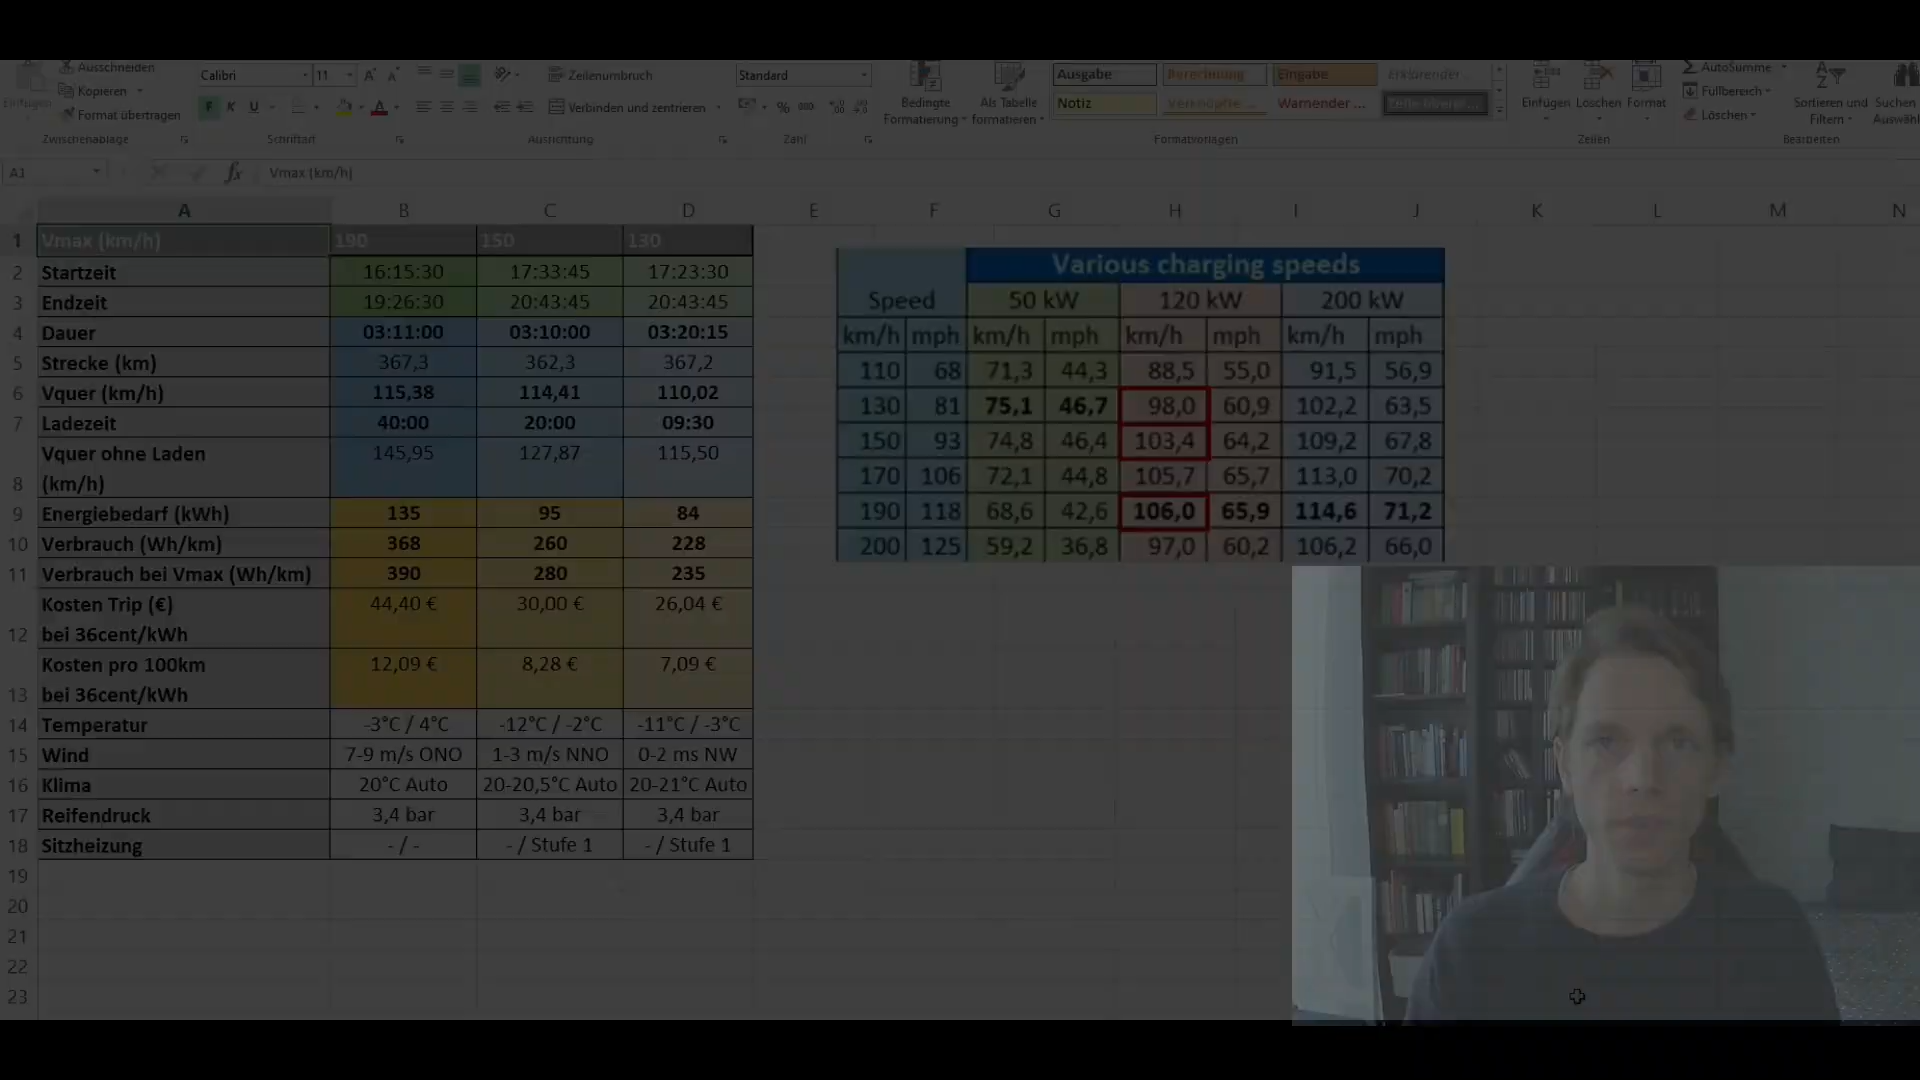 Ausschneiden
Kopieren
Format übertragen
Einfügen
Zwischenablage
Calibri 11
F K U
Schriftart
Zeilenumbruch
Verbinden und zentrieren
Ausrichtung
Standard
% 000
Zahl
Bedingte Formatierung
Als Tabelle formatieren
Ausgabe Berechnung Eingabe Erklärender ...
Notiz Verknüpfte ... Warnender ...
Formatvorlagen
Einfügen Löschen Format
Zellen
AutoSumme
Füllbereich
Löschen
Sortieren und Filtern
Suchen Auswähl
Bearbeiten
A1 fx Vmax (km/h)
A B C D E F G H I J K L M N
1 Vmax (km/h) 190 150 130
2 Startzeit 16:15:30 17:33:45 17:23:30
3 Endzeit 19:26:30 20:43:45 20:43:45
4 Dauer 03:11:00 03:10:00 03:20:15
5 Strecke (km) 367,3 362,3 367,2
6 Vquer (km/h) 115,38 114,41 110,02
7 Ladezeit 40:00 20:00 09:30
Vquer ohne Laden 145,95 127,87 115,50
8 (km/h)
9 Energiebedarf (kWh) 135 95 84
10 Verbrauch (Wh/km) 368 260 228
11 Verbrauch bei Vmax (Wh/km) 390 280 235
Kosten Trip (€) 44,40 € 30,00 € 26,04 €
12 bei 36cent/kWh
Kosten pro 100km 12,09 € 8,28 € 7,09 €
13 bei 36cent/kWh
14 Temperatur -3°C / 4°C -12°C / -2°C -11°C / -3°C
15 Wind 7-9 m/s ONO 1-3 m/s NNO 0-2 ms NW
16 Klima 20°C Auto 20-20,5°C Auto 20-21°C Auto
17 Reifendruck 3,4 bar 3,4 bar 3,4 bar
18 Sitzheizung - / - - / Stufe 1 - / Stufe 1
19
20
21
22
23
Various charging speeds
Speed 50 kW 120 kW 200 kW
km/h mph km/h mph km/h mph km/h mph
110 68 71,3 44,3 88,5 55,0 91,5 56,9
130 81 75,1 46,7 98,0 60,9 102,2 63,5
150 93 74,8 46,4 103,4 64,2 109,2 67,8
170 106 72,1 44,8 105,7 65,7 113,0 70,2
190 118 68,6 42,6 106,0 65,9 114,6 71,2
200 125 59,2 36,8 97,0 60,2 106,2 66,0